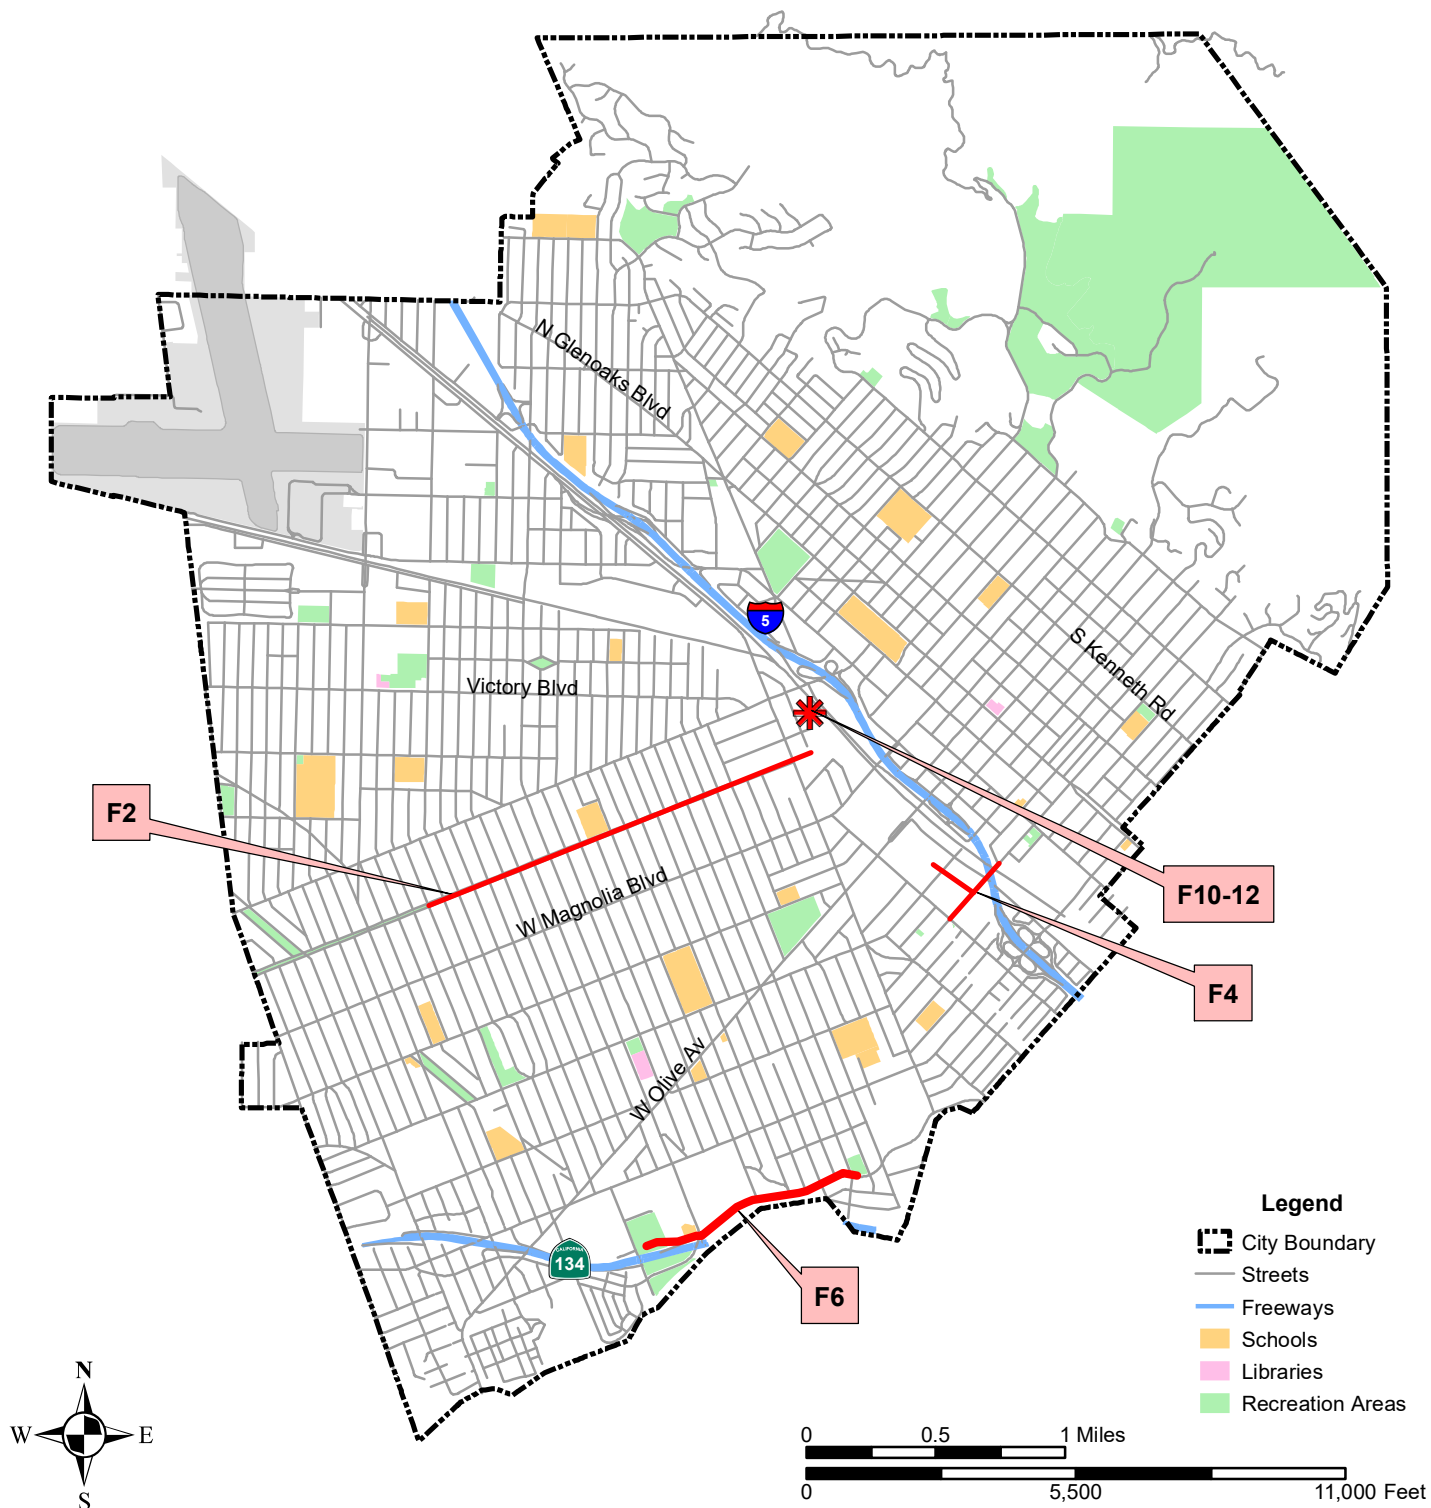 N Glenoaks Blvd
5
S Kenneth Rd
Victory Blvd
F2
W Magnolia Blvd
F10-12
F4
W Olive Av
CALIFORNIA
134
F6
Legend
City Boundary
Streets
Freeways
Schools
Libraries
Recreation Areas
N
W E
S
0 0.5 1 Miles
0 5,500 11,000 Feet